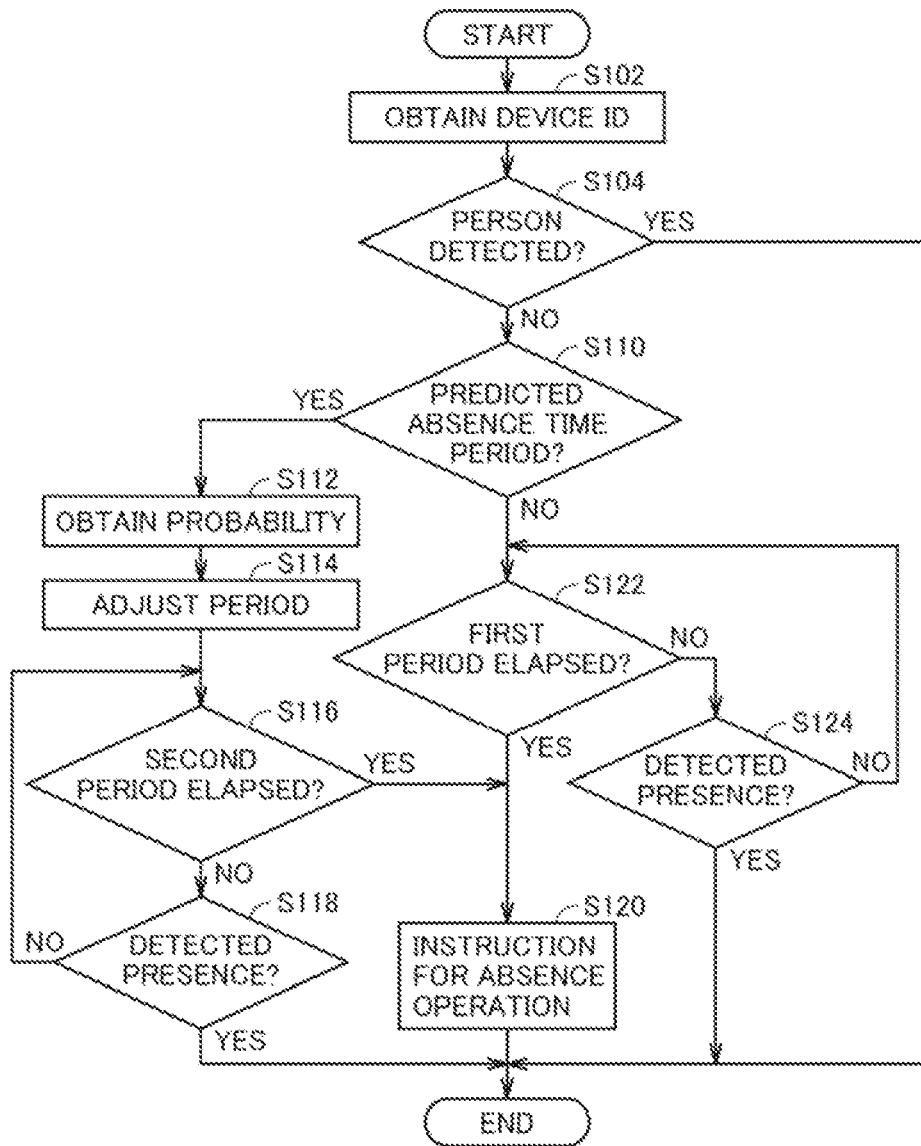 START
S102
OBTAIN DEVICE ID
S104
PERSON
DETECTED?
YES
NO
S110
PREDICTED
ABSENCE TIME
PERIOD?
YES
NO
S112
OBTAIN PROBABILITY
S114
ADJUST PERIOD
S122
FIRST
PERIOD ELAPSED?
NO
YES
S116
SECOND
PERIOD ELAPSED?
YES
NO
S124
DETECTED
PRESENCE?
NO
YES
S118
DETECTED
PRESENCE?
NO
YES
S120
INSTRUCTION
FOR ABSENCE
OPERATION
END